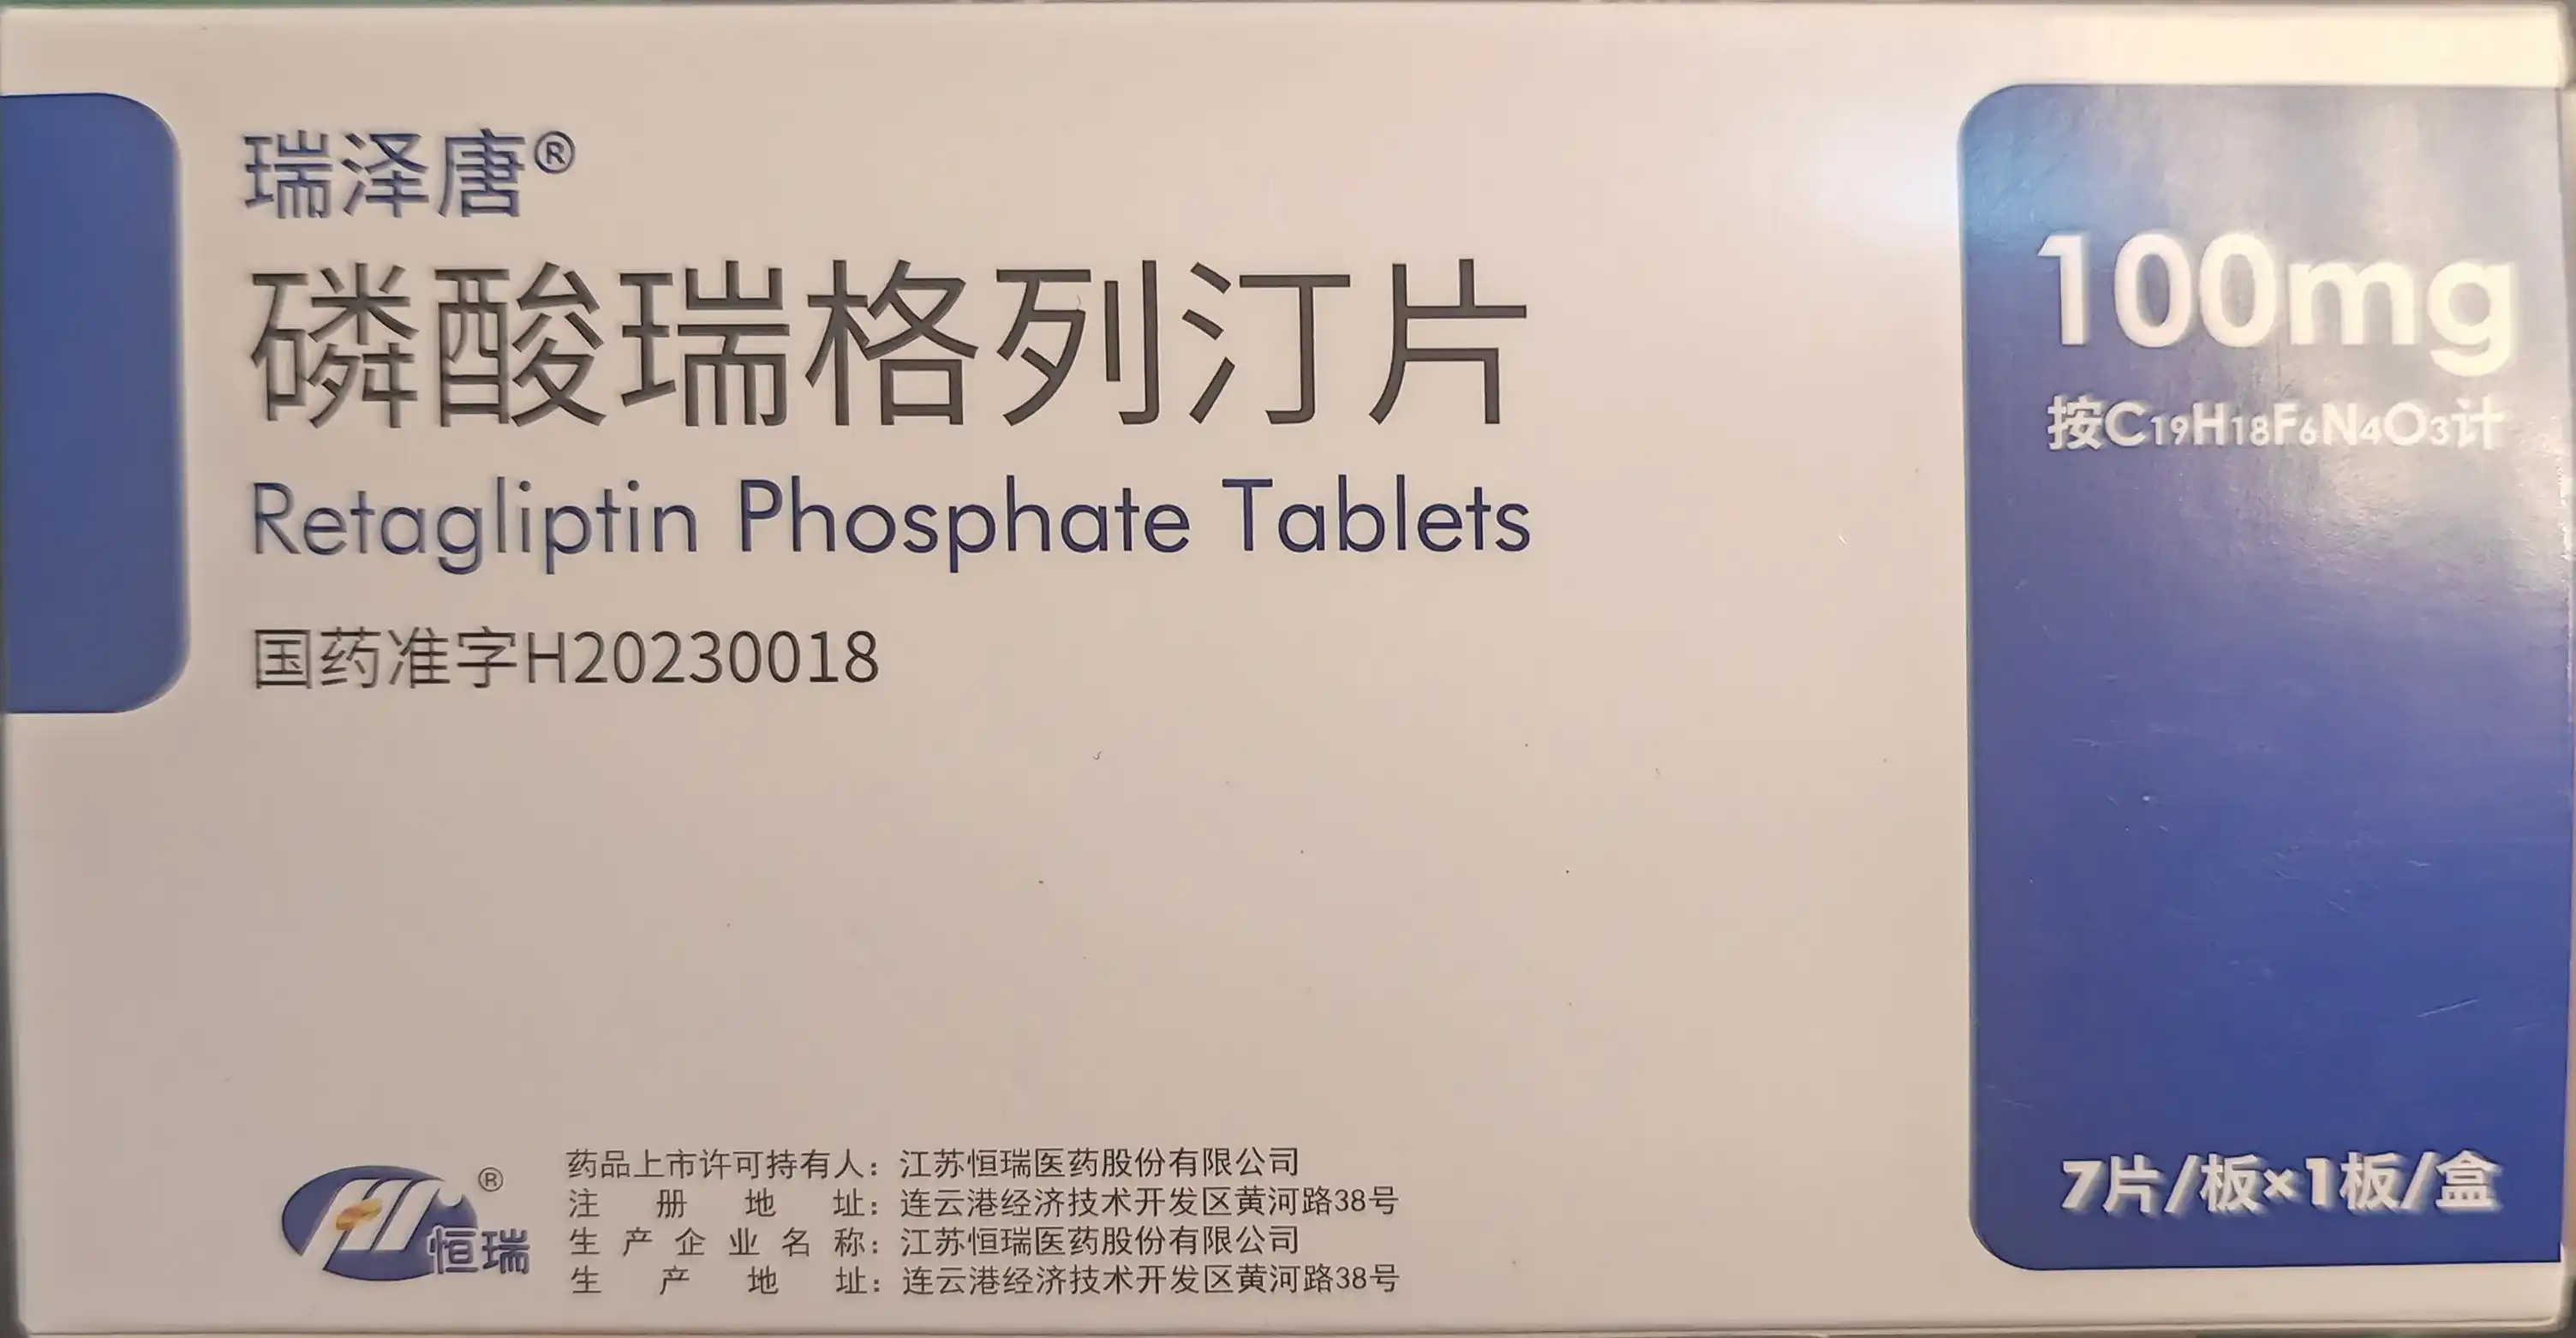 瑞泽唐®
磷酸瑞格列汀片
Retagliptin Phosphate Tablets
国药准字H20230018
100mg
按C19H18F6N4O3计
7片/板×1板/盒
®
恒瑞
药品上市许可持有人：江苏恒瑞医药股份有限公司
注册地址：连云港经济技术开发区黄河路38号
生产企业名称：江苏恒瑞医药股份有限公司
生产地址：连云港经济技术开发区黄河路38号